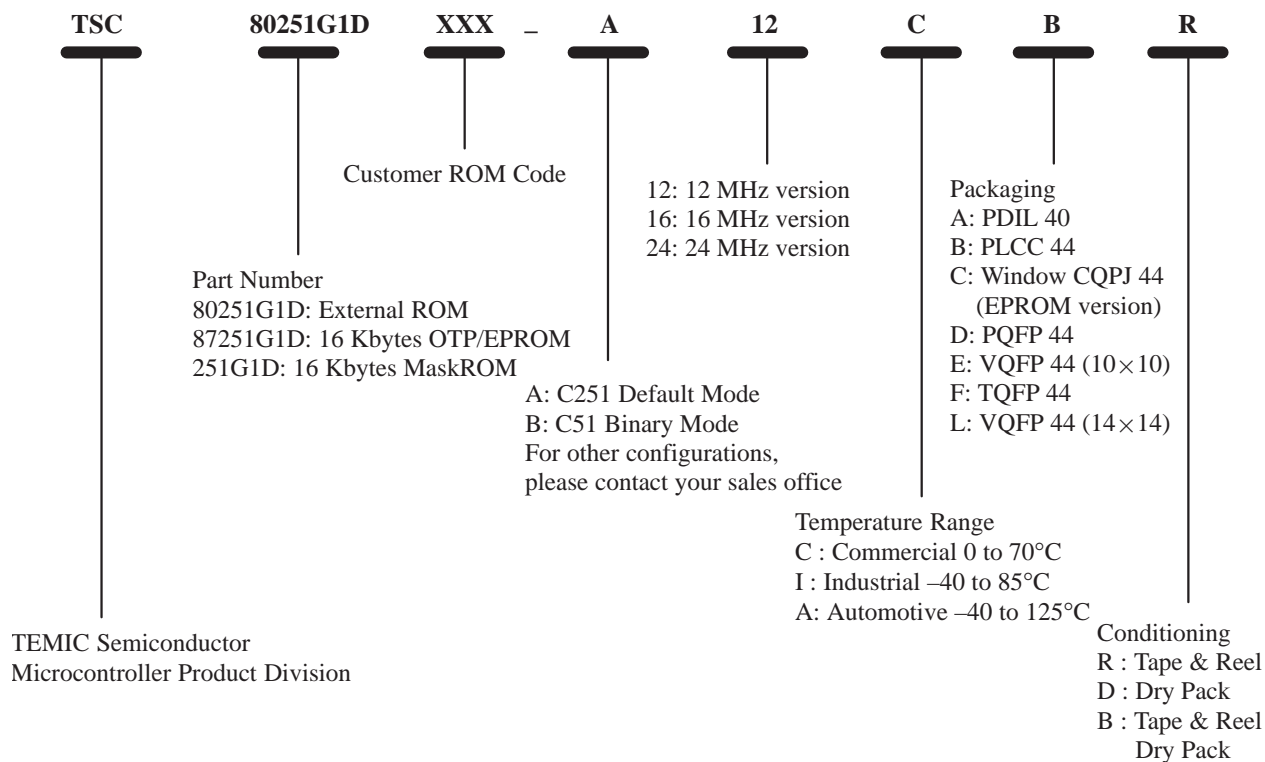 TSC 80251G1D XXX _ A 12 C B R
Customer ROM Code
12: 12 MHz version
16: 16 MHz version
24: 24 MHz version
Packaging
A: PDIL 40
B: PLCC 44
C: Window CQPJ 44
(EPROM version)
D: PQFP 44
E: VQFP 44 (10×10)
F: TQFP 44
L: VQFP 44 (14×14)
Part Number
80251G1D: External ROM
87251G1D: 16 Kbytes OTP/EPROM
251G1D: 16 Kbytes MaskROM
A: C251 Default Mode
B: C51 Binary Mode
For other configurations,
please contact your sales office
Temperature Range
C : Commercial 0 to 70°C
I : Industrial –40 to 85°C
A: Automotive –40 to 125°C
TEMIC Semiconductor
Microcontroller Product Division
Conditioning
R : Tape & Reel
D : Dry Pack
B : Tape & Reel
Dry Pack